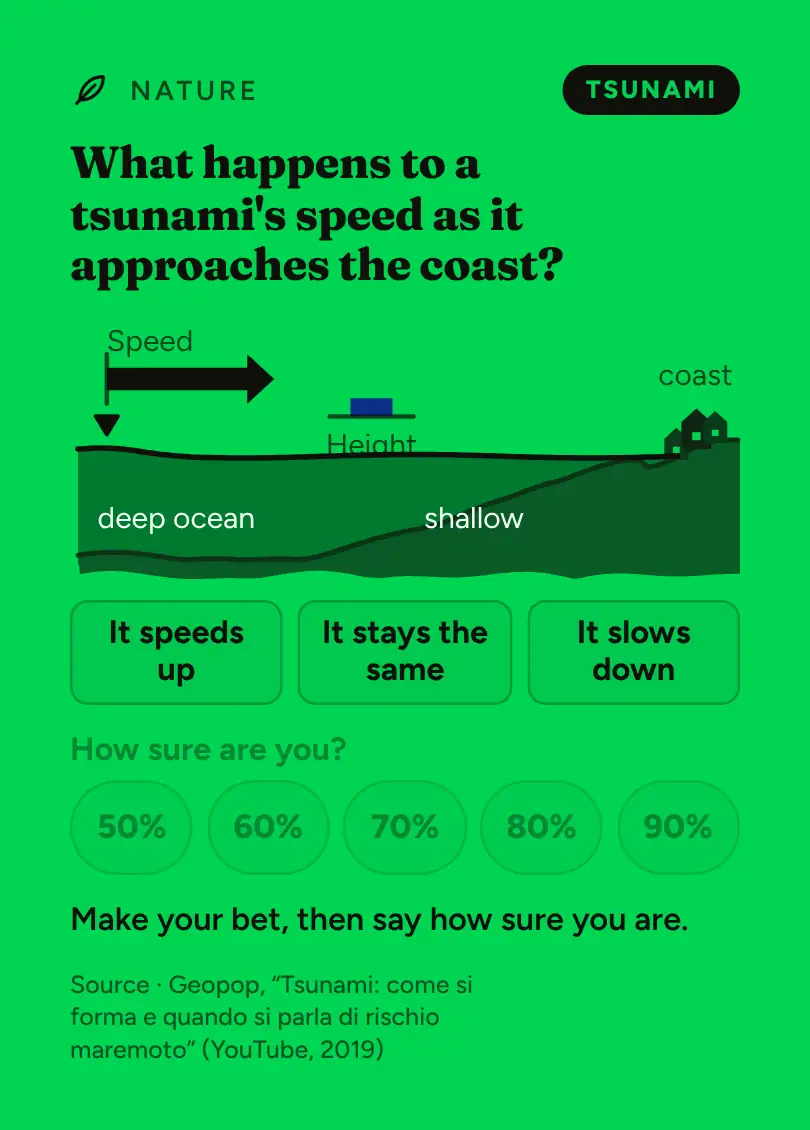 NATURE
TSUNAMI
What happens to a
tsunami's speed as it
approaches the coast?
Speed
coast
Height
deep ocean
shallow
It speeds
up
It stays the
same
It slows
down
How sure are you?
50%
60%
70%
80%
90%
Make your bet, then say how sure you are.
Source · Geopop, “Tsunami: come si
forma e quando si parla di rischio
maremoto” (YouTube, 2019)